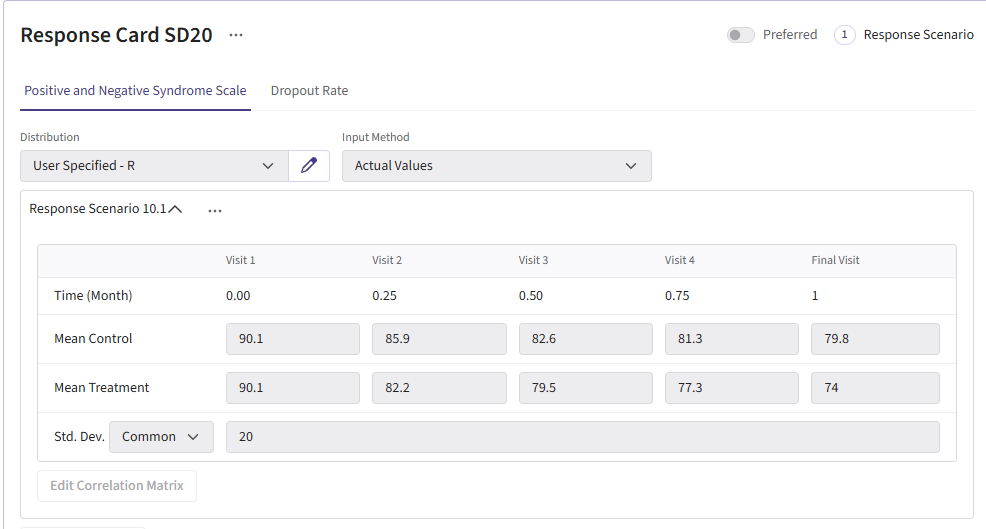 Response Card SD20 ...
Preferred 1 Response Scenario
Positive and Negative Syndrome Scale Dropout Rate
Distribution Input Method
User Specified - R Actual Values
Response Scenario 10.1 ...
Visit 1 Visit 2 Visit 3 Visit 4 Final Visit
Time (Month) 0.00 0.25 0.50 0.75 1
Mean Control 90.1 85.9 82.6 81.3 79.8
Mean Treatment 90.1 82.2 79.5 77.3 74
Std. Dev. Common 20
Edit Correlation Matrix